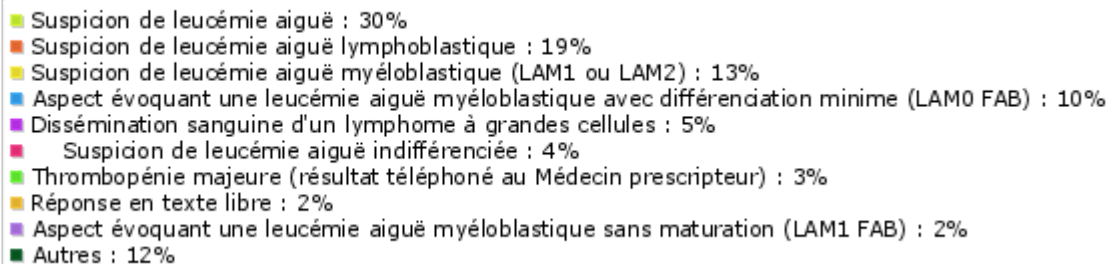 Suspicion de leucémie aiguë : 30%
Suspicion de leucémie aiguë lymphoblastique : 19%
Suspicion de leucémie aiguë myéloblastique (LAM1 ou LAM2) : 13%
Aspect évoquant une leucémie aiguë myéloblastique avec différenciation minime (LAM0 FAB) : 10%
Dissémination sanguine d'un lymphome à grandes cellules : 5%
Suspicion de leucémie aiguë indifférenciée : 4%
Thrombopénie majeure (résultat téléphoné au Médecin prescripteur) : 3%
Réponse en texte libre : 2%
Aspect évoquant une leucémie aiguë myéloblastique sans maturation (LAM1 FAB) : 2%
Autres : 12%